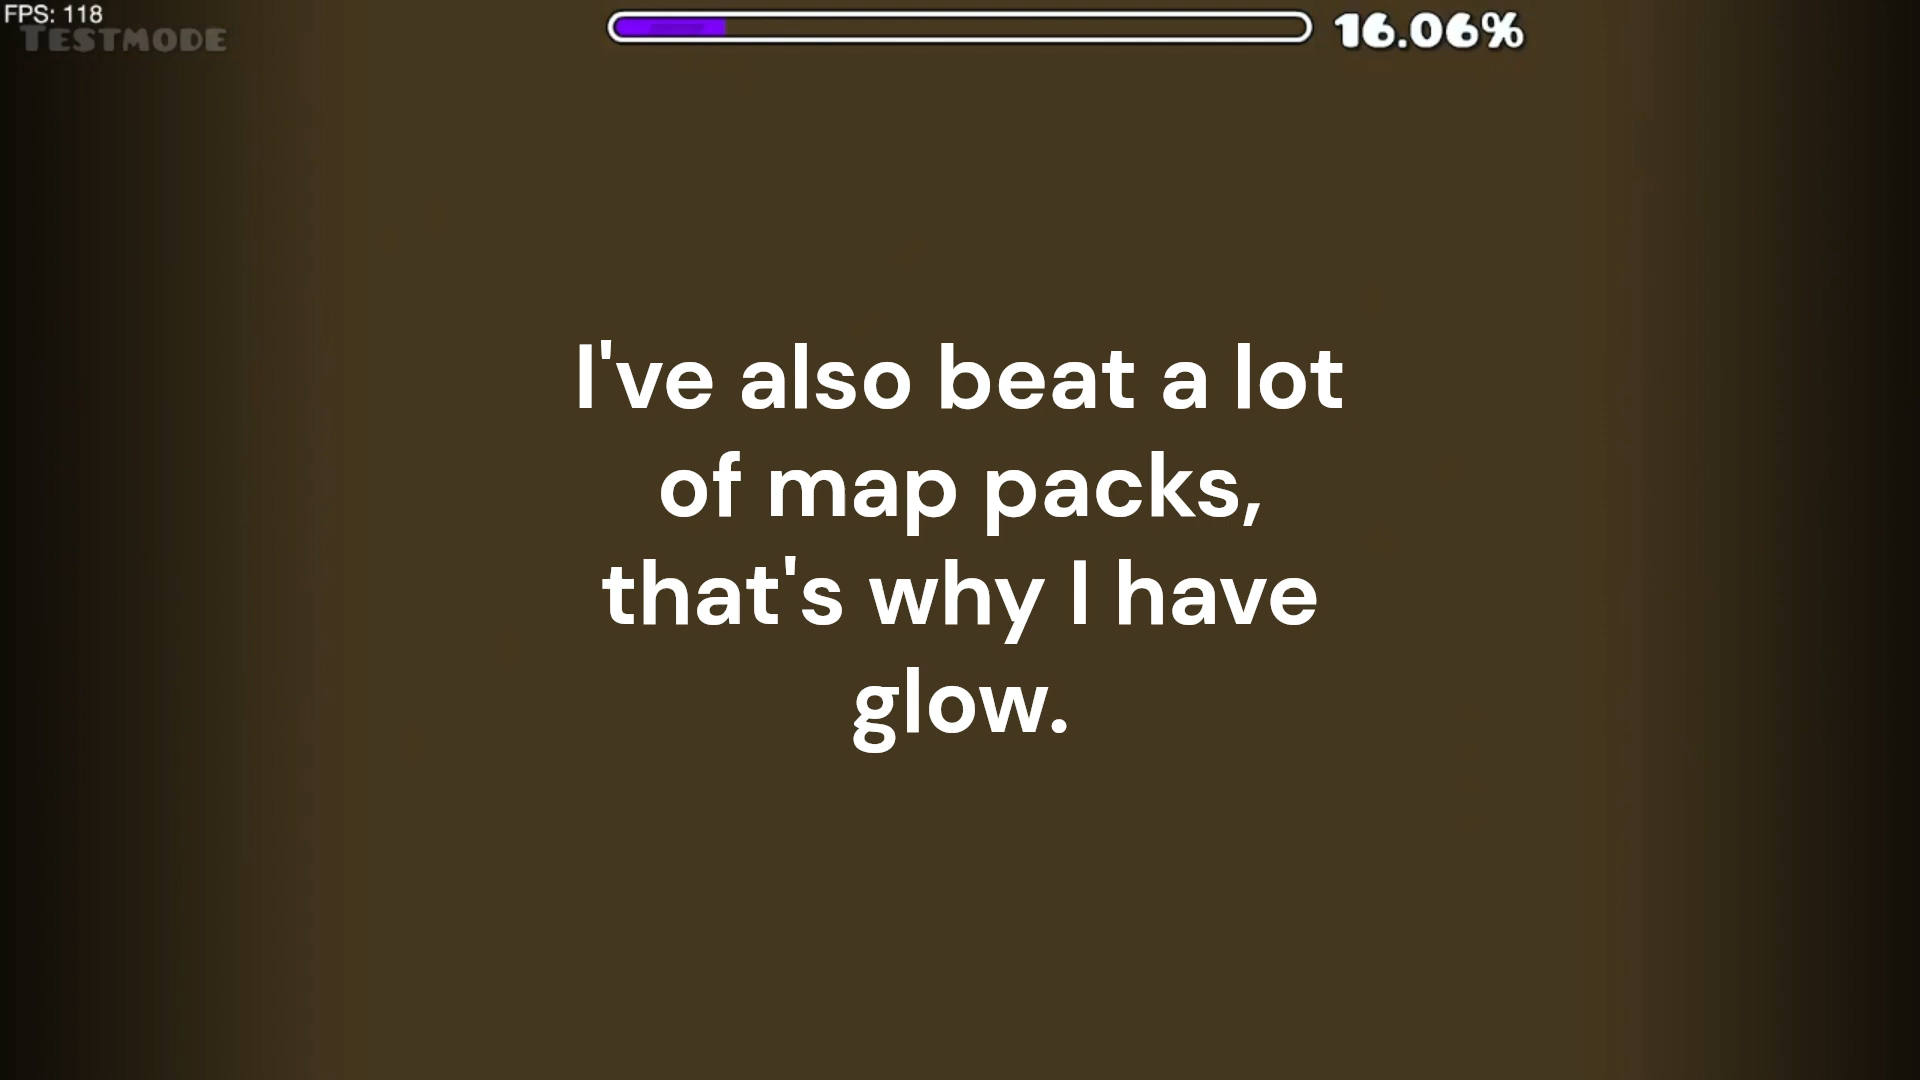 FPS: 118
TESTMODE
16.06%
I've also beat a lot
of map packs,
that's why I have
glow.